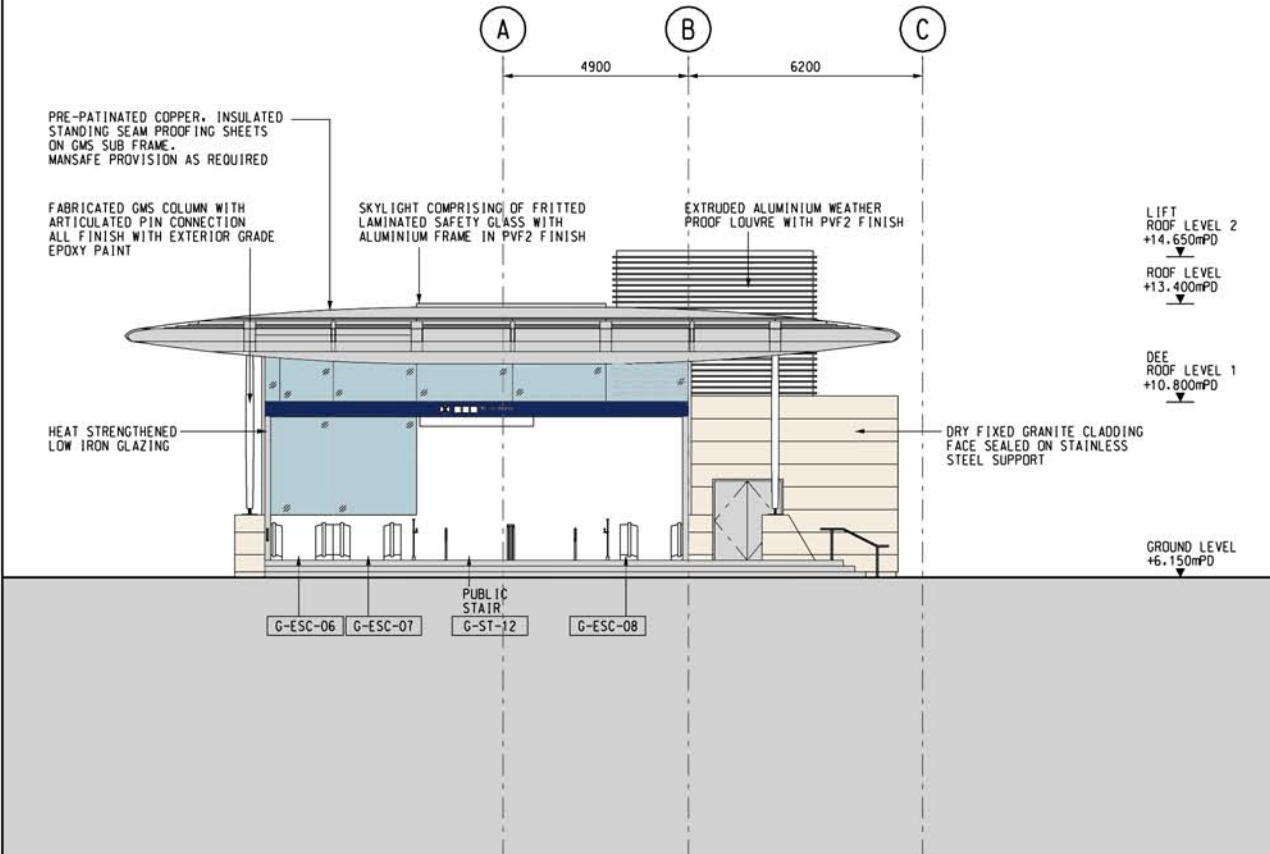 A
B
C
4900
6200
PRE-PATINATED COPPER, INSULATED
STANDING SEAM PROOFING SHEETS
ON GMS SUB FRAME.
MANSAFE PROVISION AS REQUIRED
FABRICATED GMS COLUMN WITH
ARTICULATED PIN CONNECTION
ALL FINISH WITH EXTERIOR GRADE
EPOXY PAINT
SKYLIGHT COMPRISING OF FRITTED
LAMINATED SAFETY GLASS WITH
ALUMINIUM FRAME IN PVF2 FINISH
EXTRUDED ALUMINIUM WEATHER
PROOF LOUVRE WITH PVF2 FINISH
LIFT
ROOF LEVEL 2
+14.650mPD
ROOF LEVEL
+13.400mPD
DEE
ROOF LEVEL 1
+10.800mPD
HEAT STRENGTHENED
LOW IRON GLAZING
DRY FIXED GRANITE CLADDING
FACE SEALED ON STAINLESS
STEEL SUPPORT
GROUND LEVEL
+6.150mPD
G-ESC-06
G-ESC-07
PUBLIC
STAIR
G-ST-12
G-ESC-08